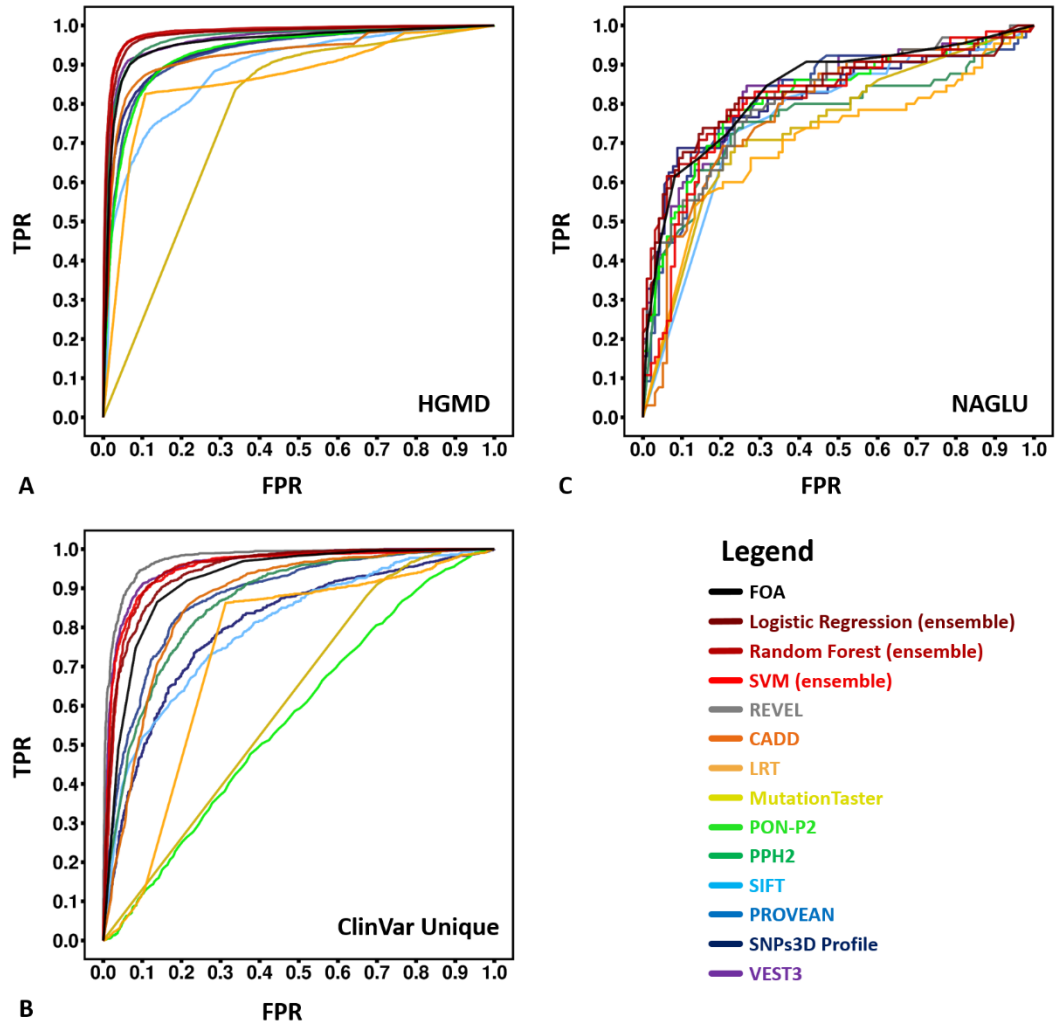 1.0
0.9
0.8
0.7
0.6
0.5
0.4
0.3
0.2
0.1
0.0
TPR
HGMD
0.0 0.1 0.2 0.3 0.4 0.5 0.6 0.7 0.8 0.9 1.0
A
FPR
1.0
0.9
0.8
0.7
0.6
0.5
0.4
0.3
0.2
0.1
0.0
TPR
NAGLU
0.0 0.1 0.2 0.3 0.4 0.5 0.6 0.7 0.8 0.9 1.0
C
FPR
1.0
0.9
0.8
0.7
0.6
0.5
0.4
0.3
0.2
0.1
0.0
TPR
ClinVar Unique
0.0 0.1 0.2 0.3 0.4 0.5 0.6 0.7 0.8 0.9 1.0
B
FPR
Legend
FOA
Logistic Regression (ensemble)
Random Forest (ensemble)
SVM (ensemble)
REVEL
CADD
LRT
MutationTaster
PON-P2
PPH2
SIFT
PROVEAN
SNPs3D Profile
VEST3